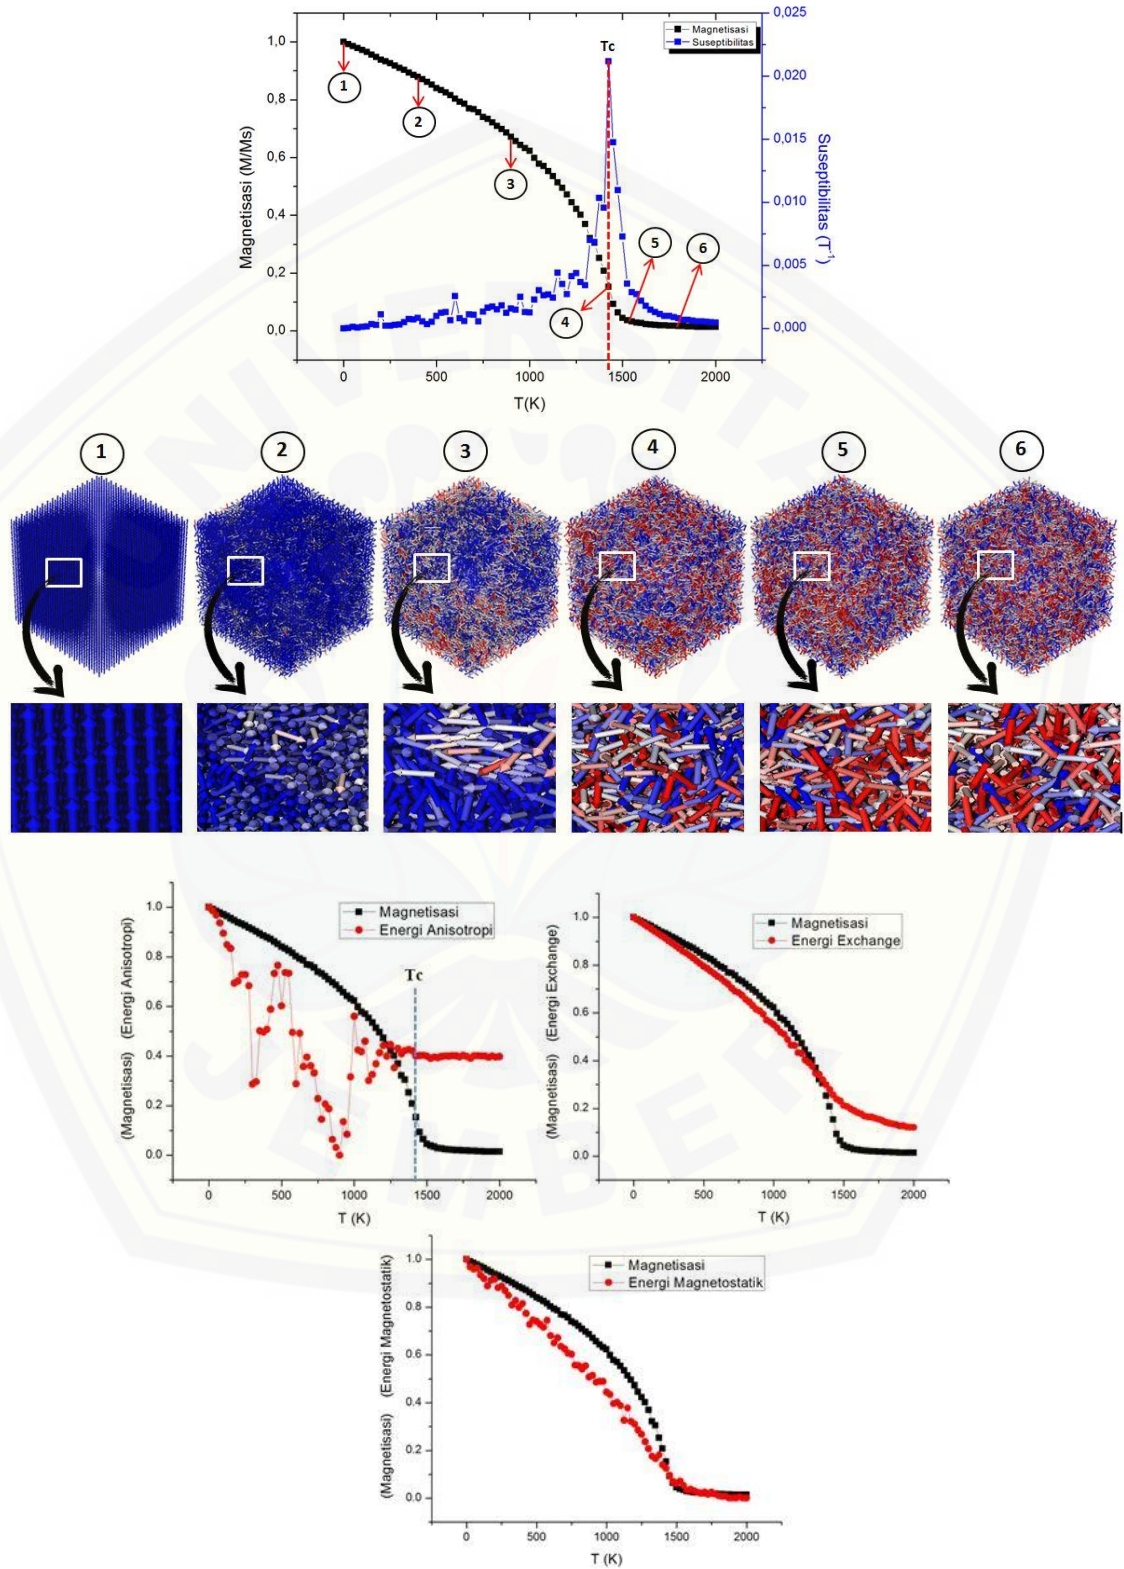 Magnetisasi
Suseptibilitas
Tc
Magnetisasi (M/Ms)
1,0
0,8
0,6
0,4
0,2
0,0
0,025
0,020
0,015
0,010
0,005
0,000
Suseptibilitas (T⁻¹)
1
2
3
4
5
6
0
500
1000
1500
2000
T(K)
1
2
3
4
5
6
UNIVERSITA
Magnetisasi
Energi Anisotropi
Tc
(Magnetisasi) (Energi Anisotropi)
1.0
0.8
0.6
0.4
0.2
0.0
0
500
1000
1500
2000
T (K)
Magnetisasi
Energi Exchange
(Magnetisasi) (Energi Exchange)
1.0
0.8
0.6
0.4
0.2
0.0
0
500
1000
1500
2000
T (K)
JEMBER
Magnetisasi
Energi Magnetostatik
(Magnetisasi) (Energi Magnetostatik)
1.0
0.8
0.6
0.4
0.2
0.0
0
500
1000
1500
2000
T (K)